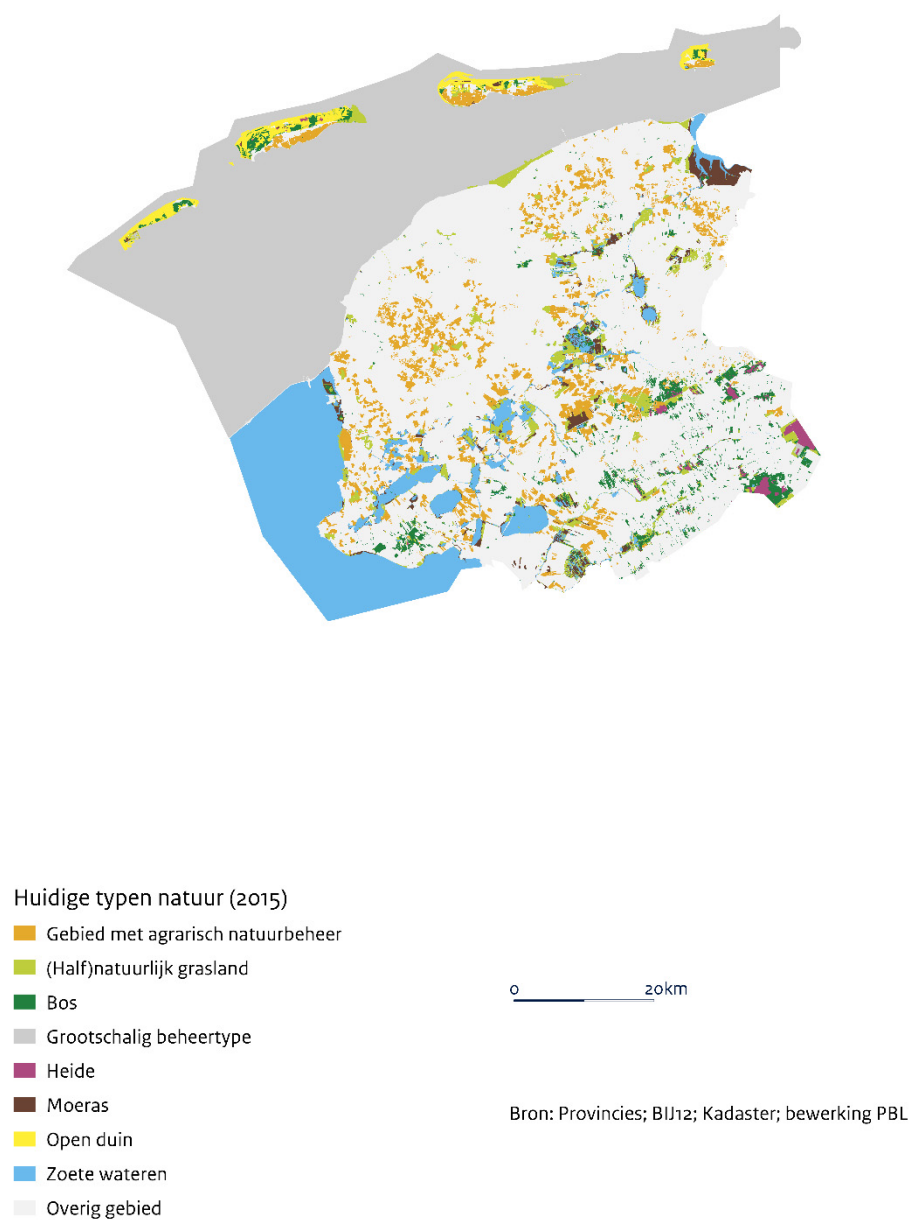 Huidige typen natuur (2015)
Gebied met agrarisch natuurbeheer
(Half)natuurlijk grasland
Bos
Grootschalig beheertype
Heide
Moeras
Open duin
Zoete wateren
Overig gebied
0 20km
Bron: Provincies; BIJ12; Kadaster; bewerking PBL